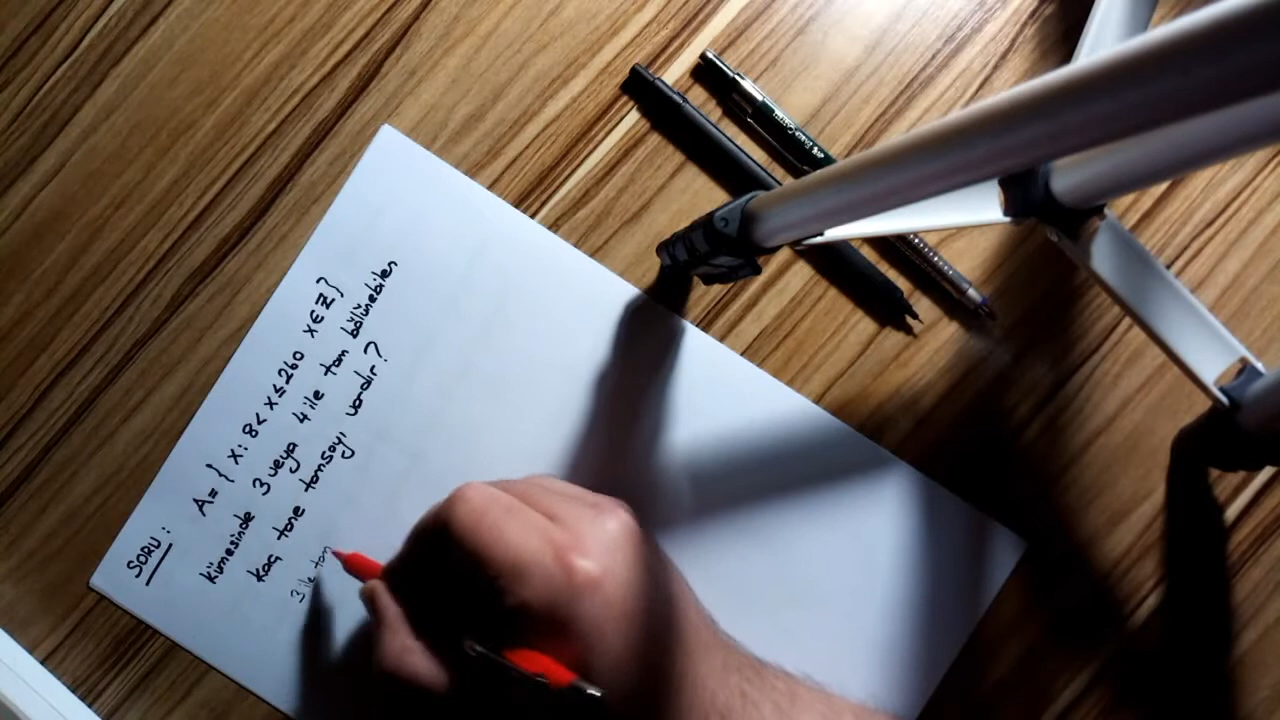 SORU:
A = { x: 8 < x ≤ 260 x ∈ Z }
kümesinde 3 veya 4 ile tam bölünebilen
kaç tane tamsayı vardır?
3 ile tam